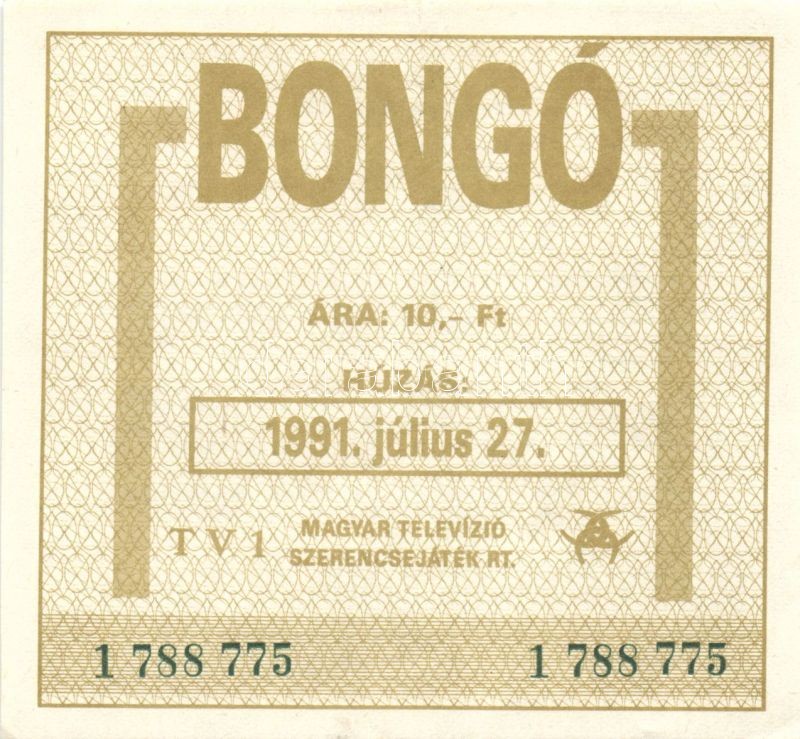 BONGÓ
ÁRA: 10,– Ft
HÚZÁS:
1991. július 27.
TV1 MAGYAR TELEVÍZIÓ
SZERENCSEJÁTÉK RT.
1 788 775 1 788 775